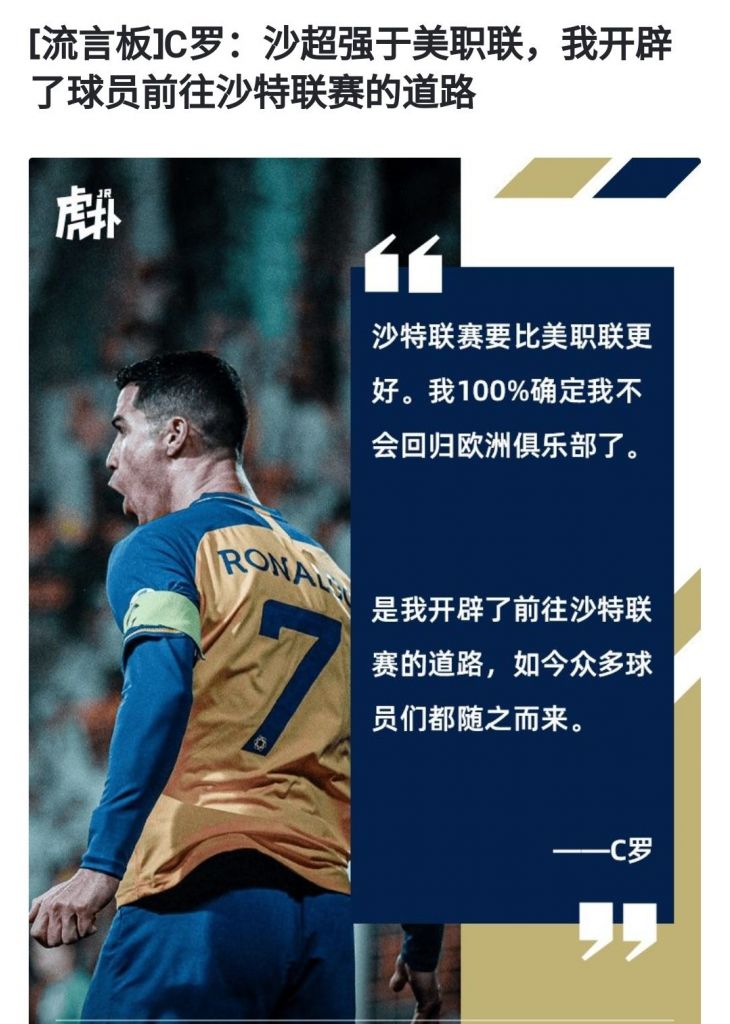 [流言板]C罗：沙超强于美职联，我开辟
了球员前往沙特联赛的道路
虎扑JR
沙特联赛要比美职联更
好。我100%确定我不
会回归欧洲俱乐部了。
RONALDO
7
是我开辟了前往沙特联
赛的道路，如今众多球
员们都随之而来。
——C罗